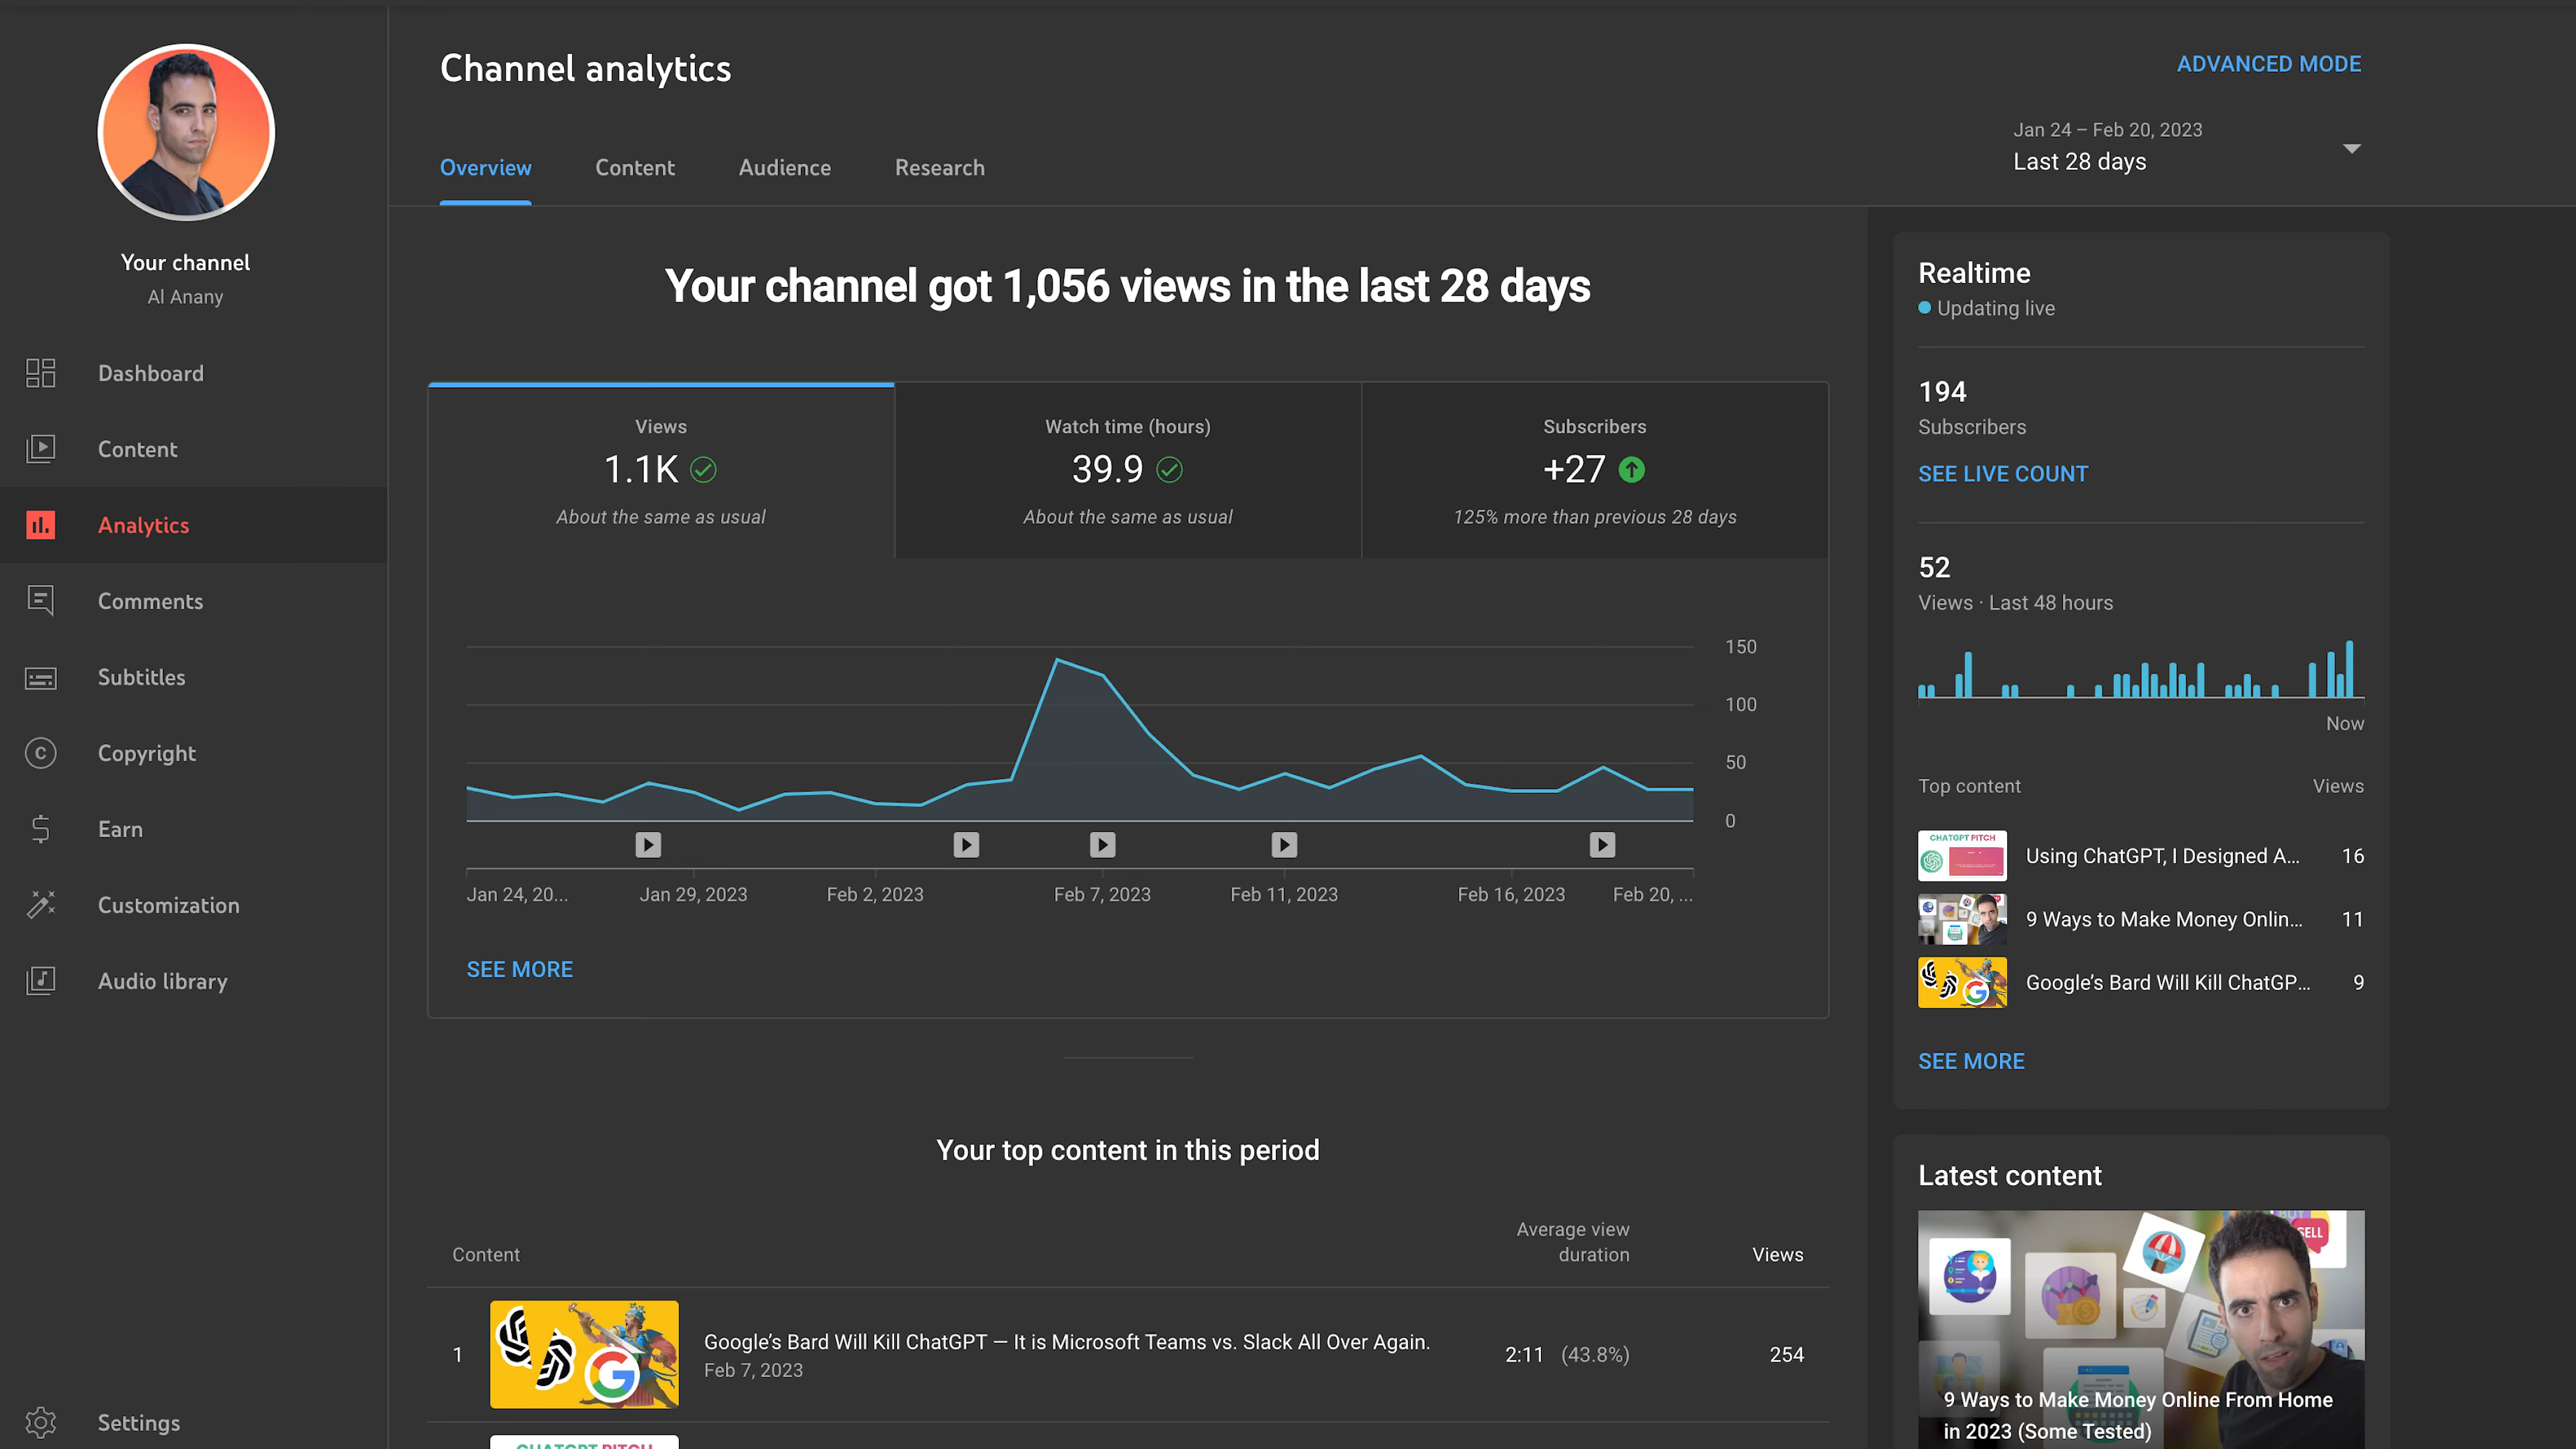 Channel analytics
ADVANCED MODE
Your channel
Al Anany
Dashboard
Content
Analytics
Comments
Subtitles
Copyright
Earn
Customization
Audio library
Settings
Overview
Content
Audience
Research
Jan 24 – Feb 20, 2023
Last 28 days
Your channel got 1,056 views in the last 28 days
Views
1.1K
About the same as usual
Watch time (hours)
39.9
About the same as usual
Subscribers
+27
125% more than previous 28 days
150
100
50
0
Jan 24, 20...
Jan 29, 2023
Feb 2, 2023
Feb 7, 2023
Feb 11, 2023
Feb 16, 2023
Feb 20, ...
SEE MORE
Your top content in this period
Content
Average view
duration
Views
1
Google’s Bard Will Kill ChatGPT — It is Microsoft Teams vs. Slack All Over Again.
Feb 7, 2023
2:11 (43.8%)
254
CHATGPT PITCH
Realtime
Updating live
194
Subscribers
SEE LIVE COUNT
52
Views · Last 48 hours
Now
Top content
Views
CHATGPT PITCH
Using ChatGPT, I Designed A...
16
9 Ways to Make Money Onlin...
11
Google’s Bard Will Kill ChatGP...
9
SEE MORE
Latest content
BUY
SELL
9 Ways to Make Money Online From Home
in 2023 (Some Tested)